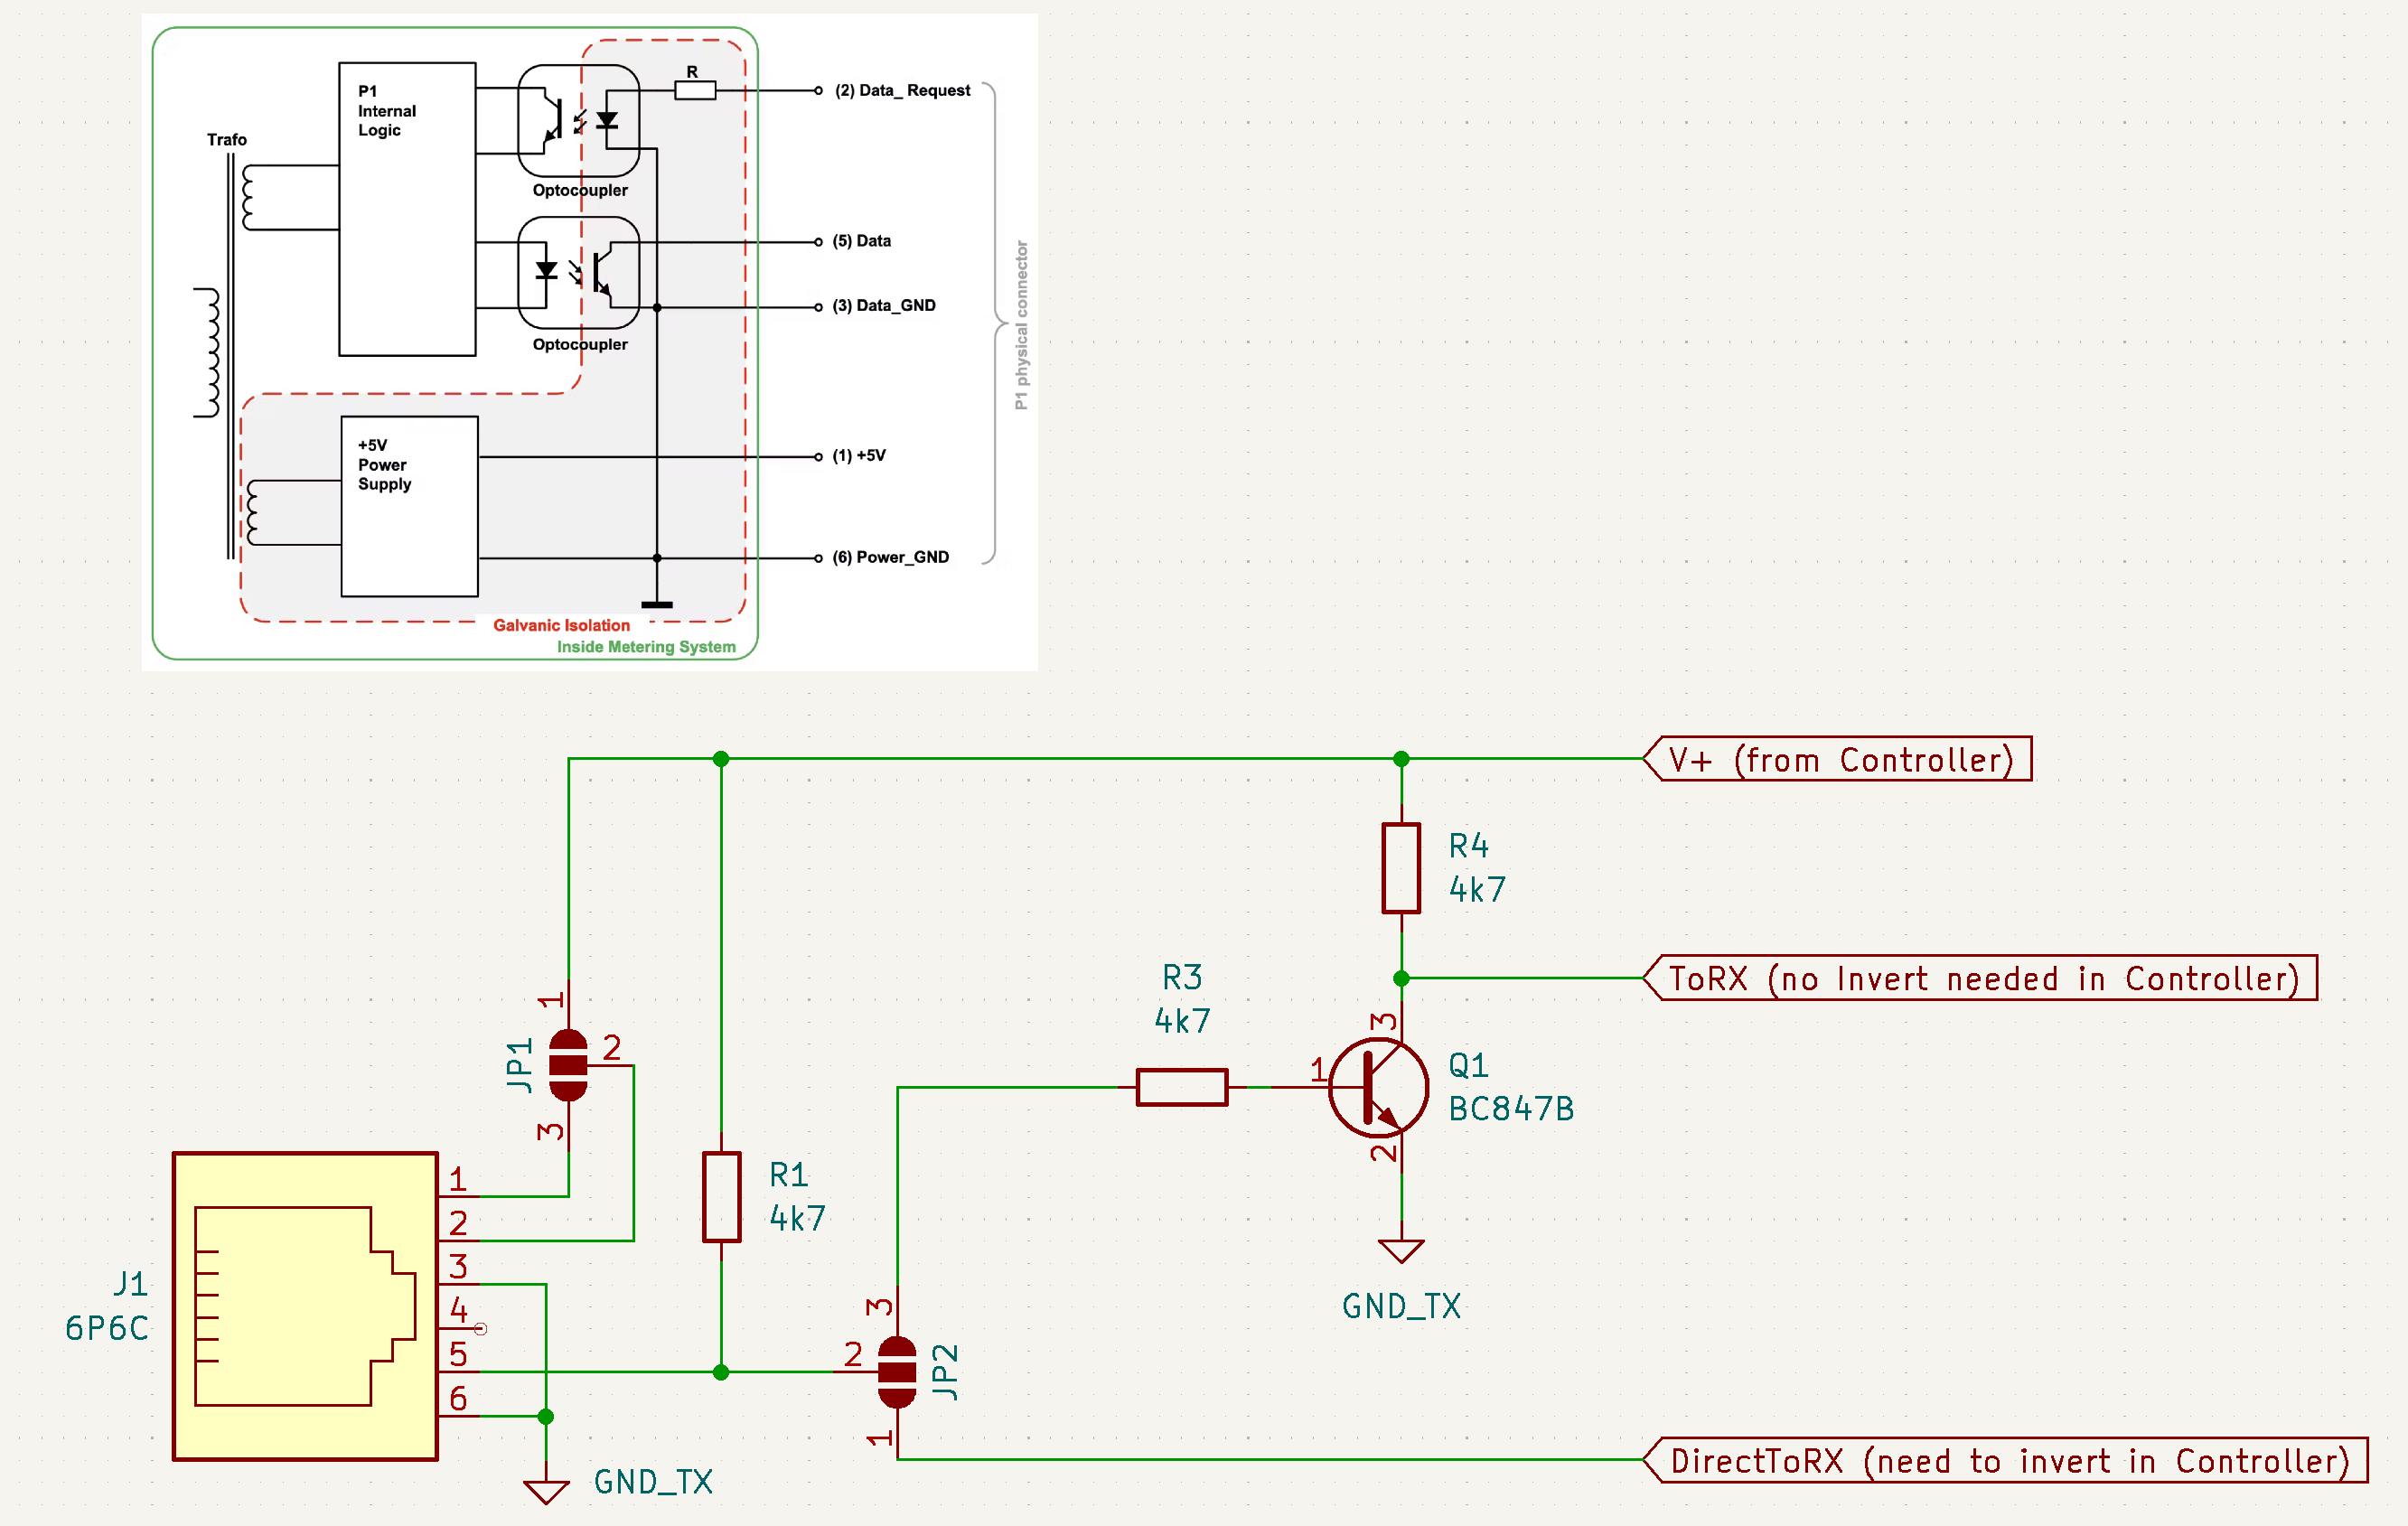 P1
Internal
Logic
R
(2) Data_ Request
Trafo
Optocoupler
(5) Data
(3) Data_GND
Optocoupler
P1 physical connector
+5V
Power
Supply
(1) +5V
(6) Power_GND
Galvanic Isolation
Inside Metering System
V+ (from Controller)
R4
4k7
ToRX (no Invert needed in Controller)
R3
4k7
1
3
2
Q1
BC847B
GND_TX
JP1
1
2
3
R1
4k7
J1
6P6C
1
2
3
4
5
6
GND_TX
3
2
1
JP2
DirectToRX (need to invert in Controller)